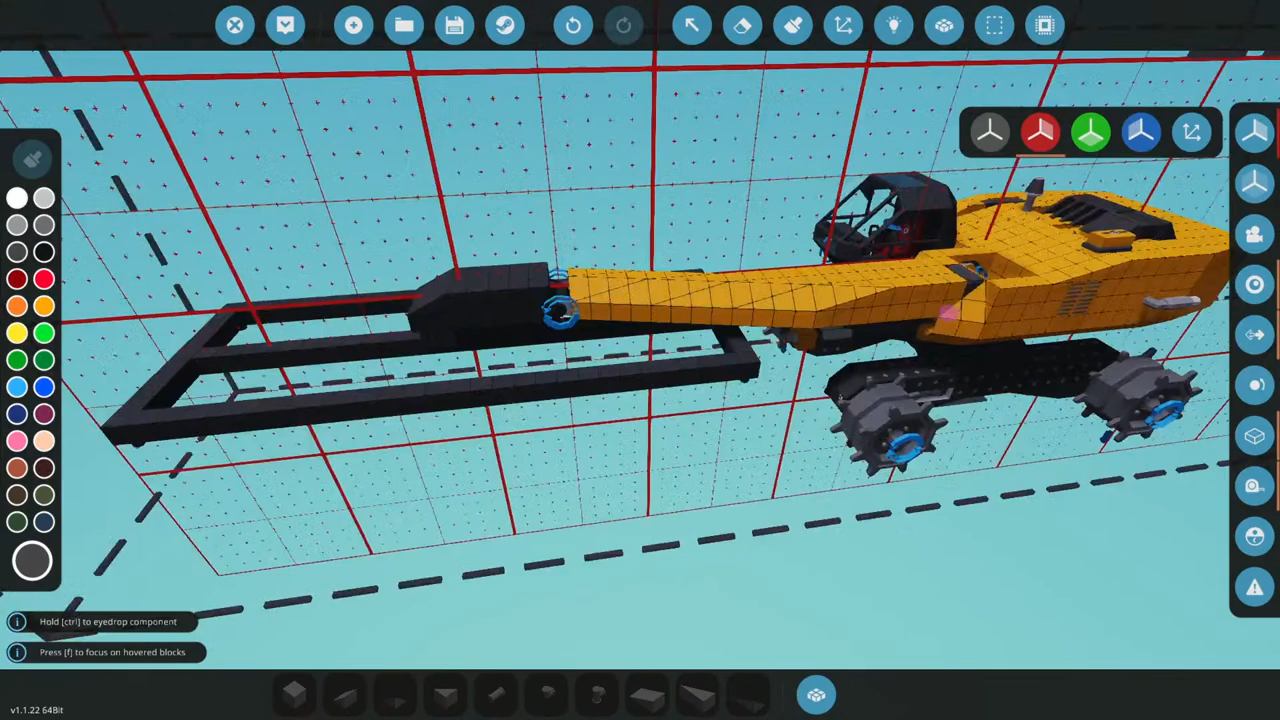 Hold [ctrl] to eyedrop component
Press [f] to focus on hovered blocks
v1.1.22 64Bit